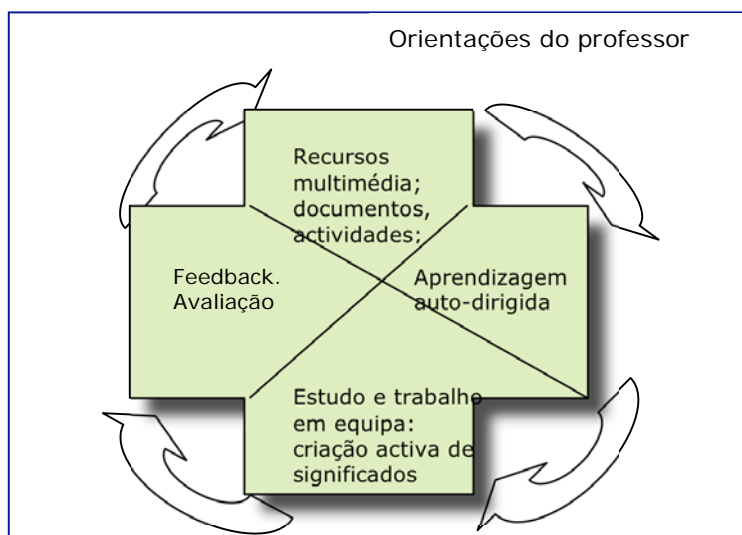 Orientações do professor
Recursos
multimédia;
documentos,
actividades;
Feedback.
Avaliação
Aprendizagem
auto-dirigida
Estudo e trabalho
em equipa:
criação activa de
significados